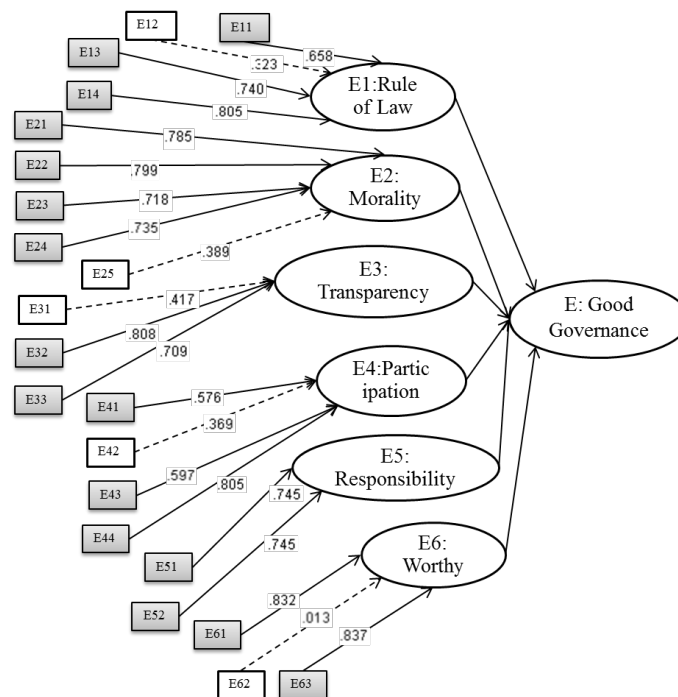 E12
E11
E13
.658
.323
.740
E14
.805
E1:Rule
of Law
E21
.785
E22
.799
E2:
Morality
E23
.718
E24
.735
E25
.389
E31
.417
E3:
Transparency
E: Good
Governance
E32
.808
E33
.709
E41
.576
E4:Partic
ipation
E42
.369
E43
.597
E44
.805
E5:
Responsibility
E51
.745
E52
.745
E6:
Worthy
E61
.832
.013
E62
E63
.837